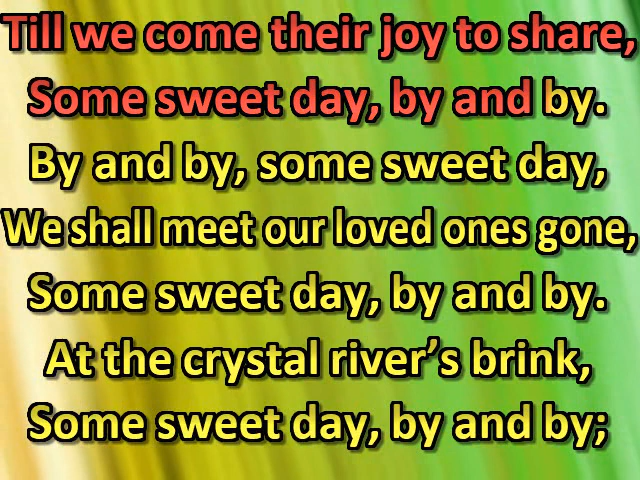 Till we come their joy to share,
Some sweet day, by and by.
By and by, some sweet day,
We shall meet our loved ones gone,
Some sweet day, by and by.
At the crystal river’s brink,
Some sweet day, by and by;